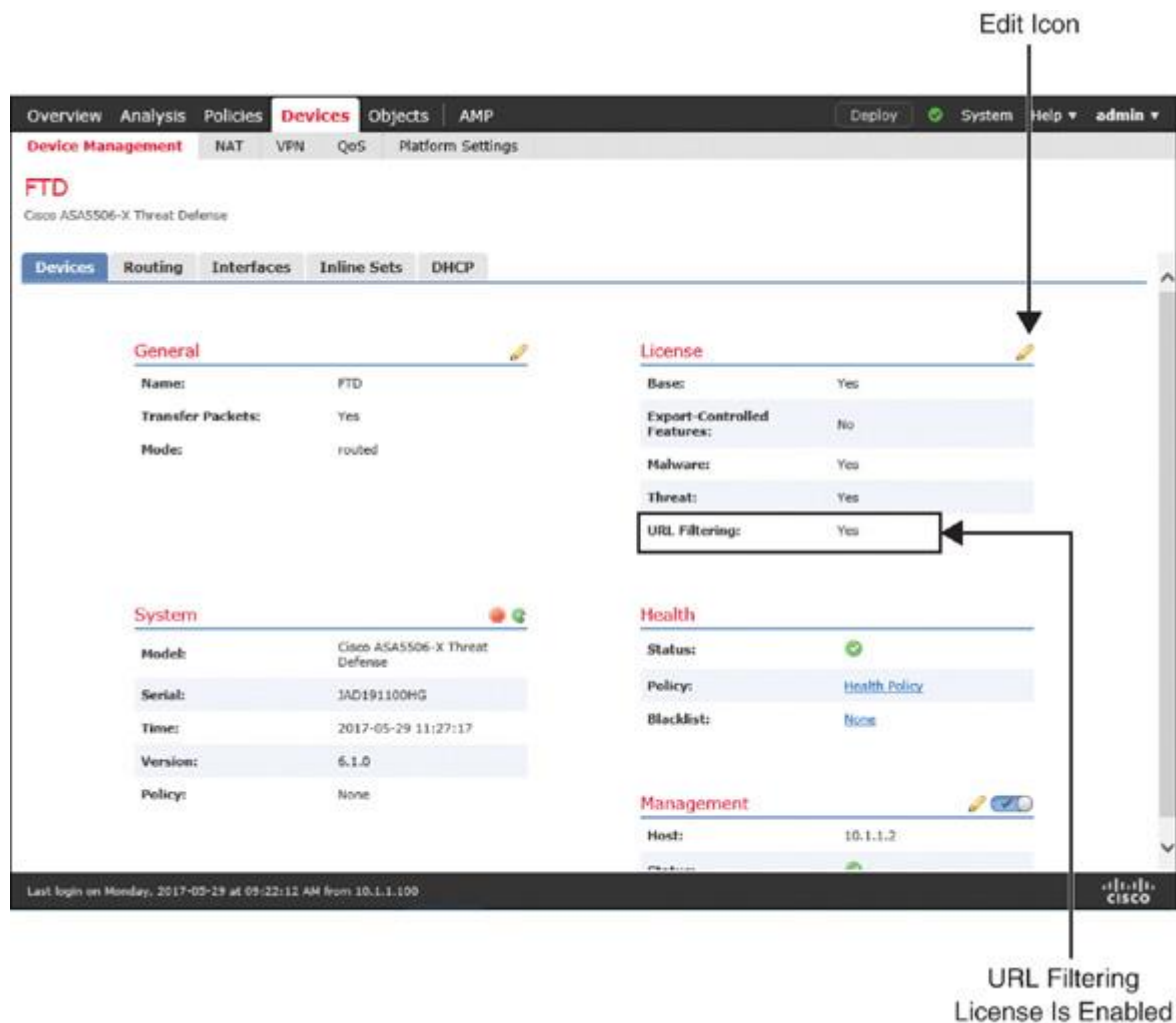 Edit Icon
Overview Analysis Policies Devices Objects AMP Deploy System Help admin
Device Management NAT VPN QoS Platform Settings
FTD
Cisco ASA5506-X Threat Defense
Devices Routing Interfaces Inline Sets DHCP
General
Name: FTD
Transfer Packets: Yes
Mode: routed
License
Base: Yes
Export-Controlled
Features: No
Malware: Yes
Threat: Yes
URL Filtering: Yes
System
Model: Cisco ASA5506-X Threat
Defense
Serial: JAD191100HG
Time: 2017-05-29 11:27:17
Version: 6.1.0
Policy: None
Health
Status:
Policy: Health Policy
Blacklist: None
Management
Host: 10.1.1.2
Last login on Monday, 2017-05-29 at 09:22:12 AM from 10.1.1.100
CISCO
URL Filtering
License Is Enabled